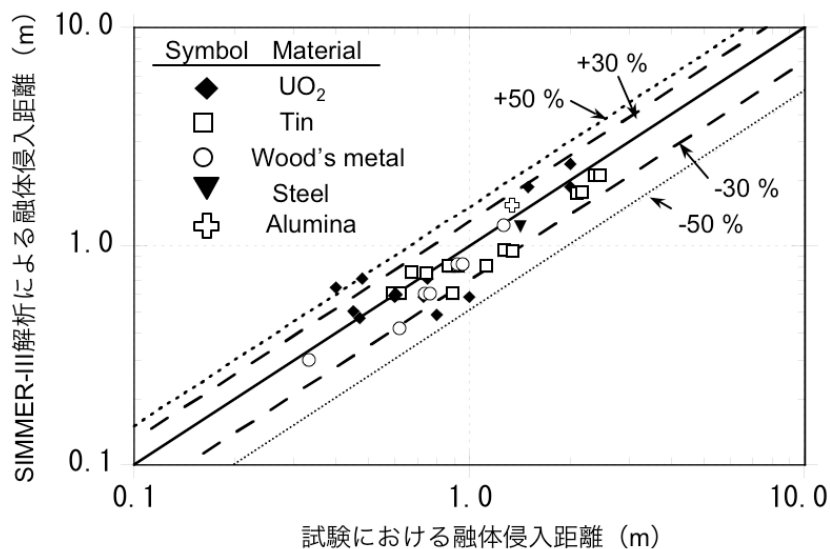 SIMMER-III解析による融体侵入距離（m）
10.0
1.0
0.1
Symbol Material
UO2
Tin
Wood's metal
Steel
Alumina
+30 %
+50 %
-30 %
-50 %
0.1 1.0 10.0
試験における融体侵入距離（m）